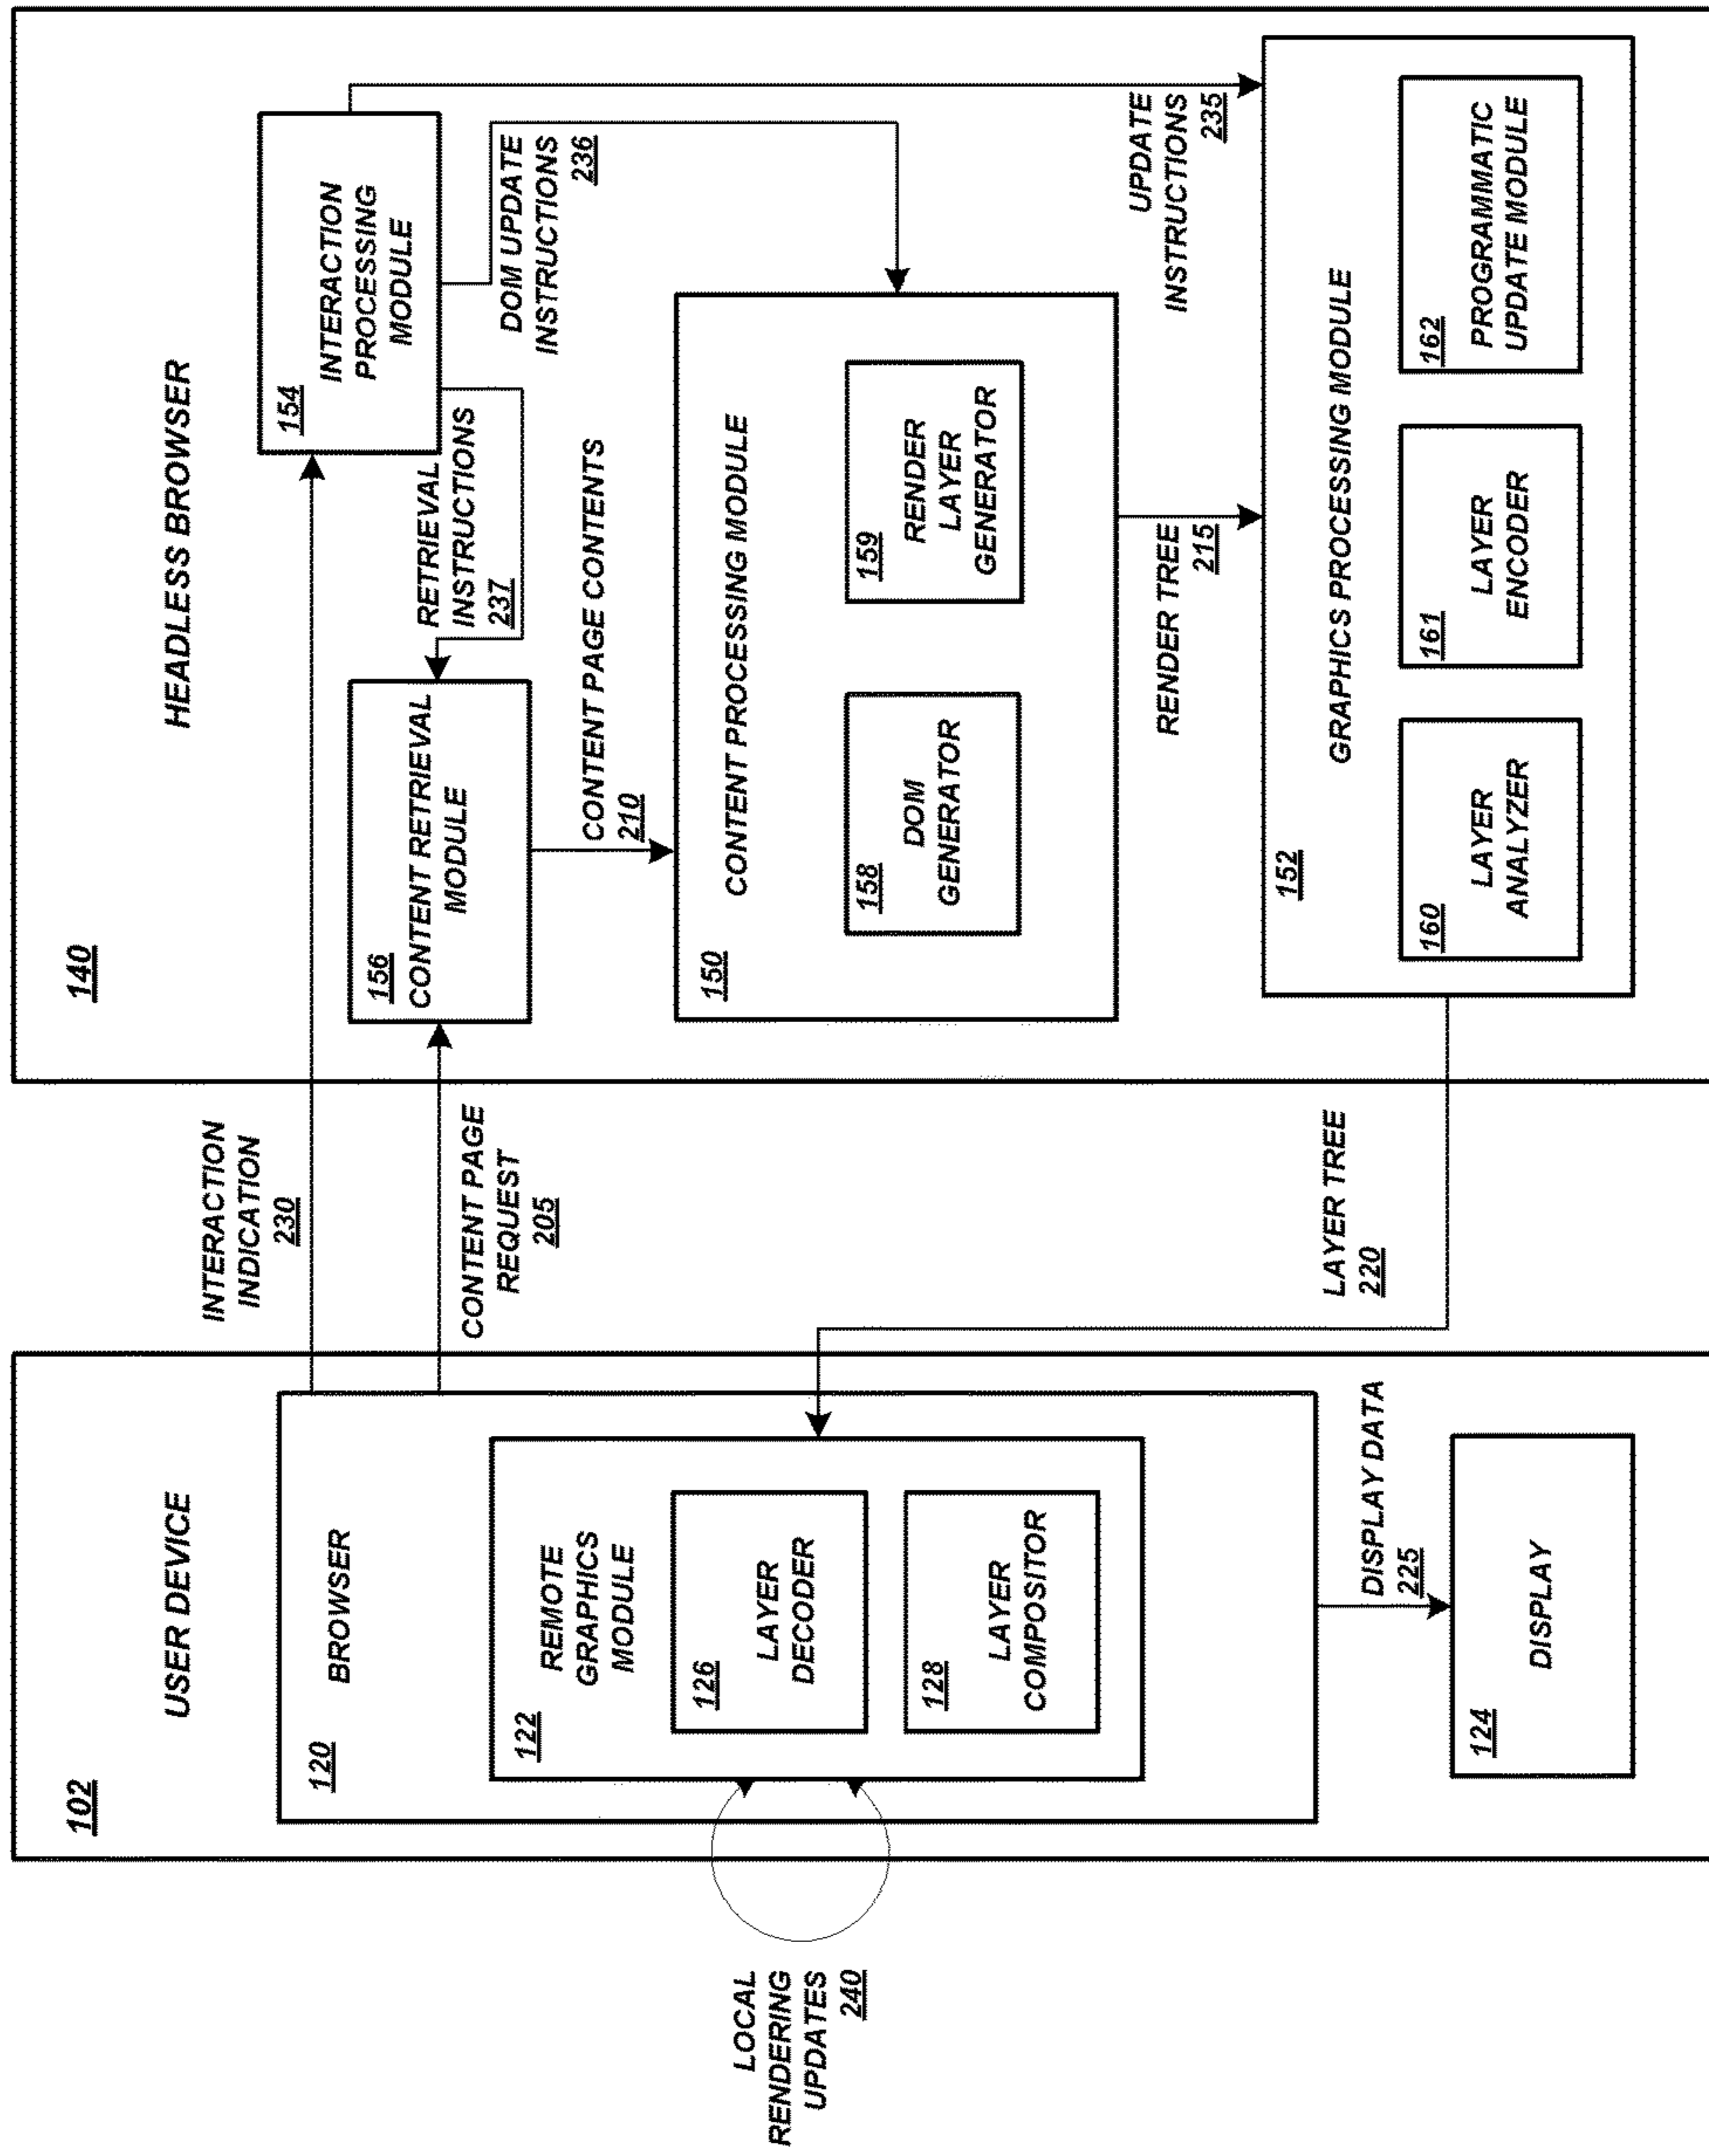 102
USER DEVICE
120
BROWSER
122
REMOTE
GRAPHICS
MODULE
126
LAYER
DECODER
128
LAYER
COMPOSITOR
LOCAL
RENDERING
UPDATES
240
DISPLAY DATA
225
124
DISPLAY
INTERACTION
INDICATION
230
CONTENT PAGE
REQUEST
205
LAYER TREE
220
140
HEADLESS BROWSER
154
INTERACTION
PROCESSING
MODULE
156
CONTENT RETRIEVAL
MODULE
RETRIEVAL
INSTRUCTIONS
237
DOM UPDATE
INSTRUCTIONS
236
CONTENT PAGE CONTENTS
210
150
CONTENT PROCESSING MODULE
158
DOM
GENERATOR
159
RENDER
LAYER
GENERATOR
RENDER TREE
215
UPDATE
INSTRUCTIONS
235
152
GRAPHICS PROCESSING MODULE
160
LAYER
ANALYZER
161
LAYER
ENCODER
162
PROGRAMMATIC
UPDATE MODULE